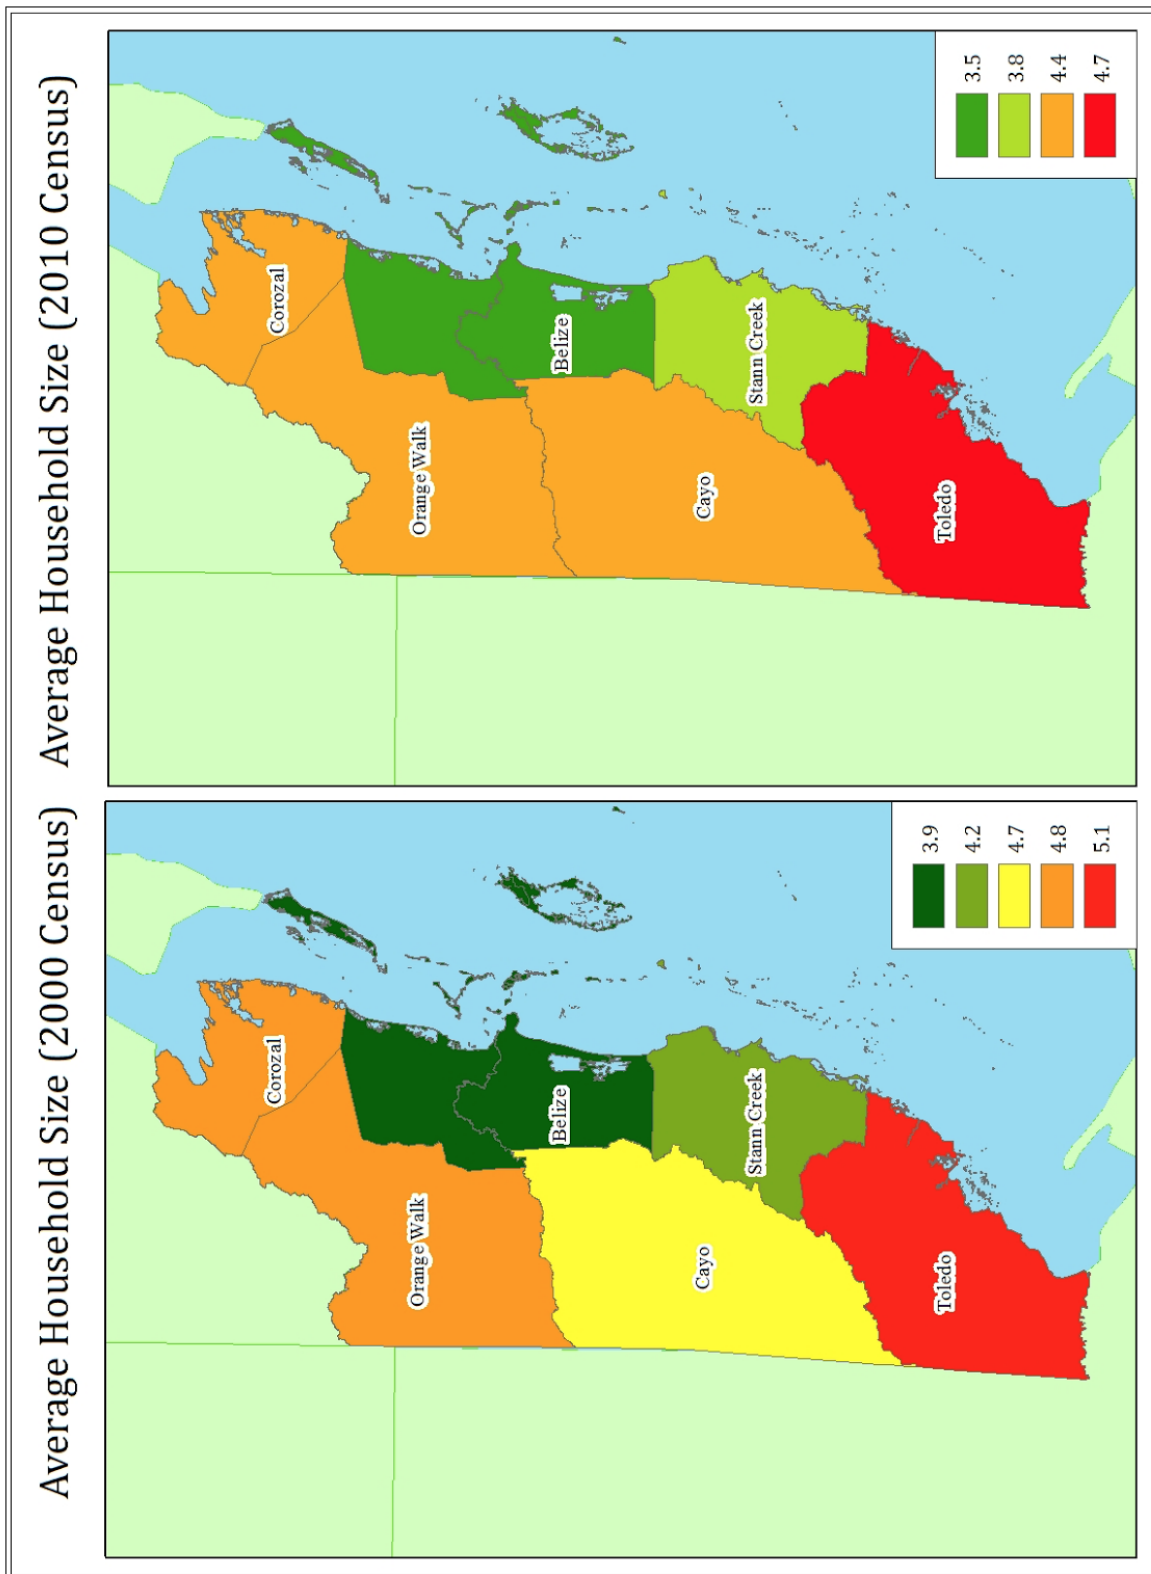 Average Household Size (2000 Census)
Corozal
Orange Walk
Belize
Cayo
Stann Creek
Toledo
3.9
4.2
4.7
4.8
5.1
Average Household Size (2010 Census)
Corozal
Orange Walk
Belize
Cayo
Stann Creek
Toledo
3.5
3.8
4.4
4.7